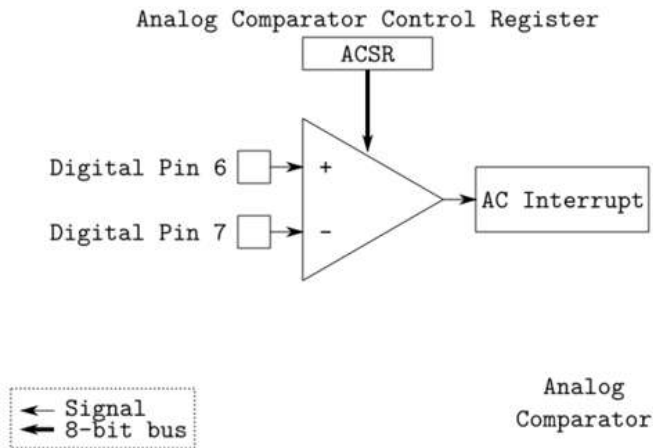 Analog Comparator Control Register
ACSR
Digital Pin 6
+
AC Interrupt
Digital Pin 7
-
Signal
8-bit bus
Analog
Comparator